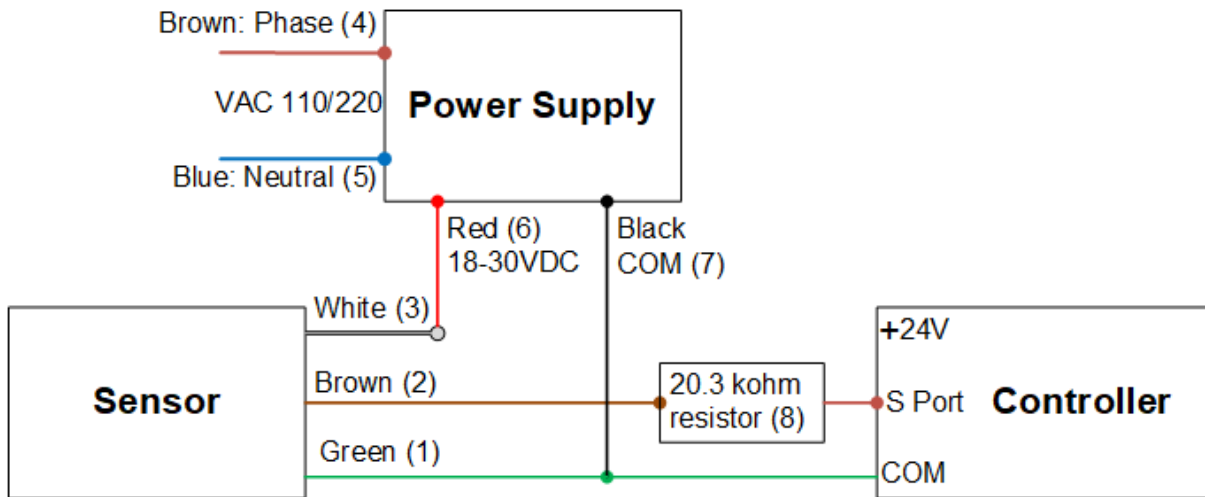 Brown: Phase (4)
VAC 110/220
Blue: Neutral (5)
Power Supply
Red (6)
18-30VDC
Black
COM (7)
White (3)
Brown (2)
Green (1)
Sensor
20.3 kohm
resistor (8)
+24V
S Port
COM
Controller